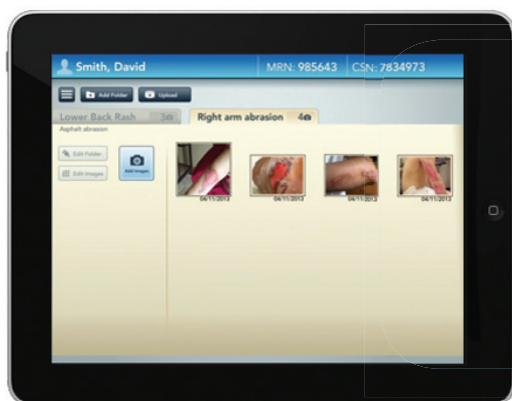 Smith, David MRN: 985643 CSN: 7834973
Add Folder Upload
Lower Back Rash 3 Right arm abrasion 4
Asphalt abrasion
Edit Folder
Add Images
Edit Images
04/11/2013 04/11/2013 04/11/2013 04/11/2013